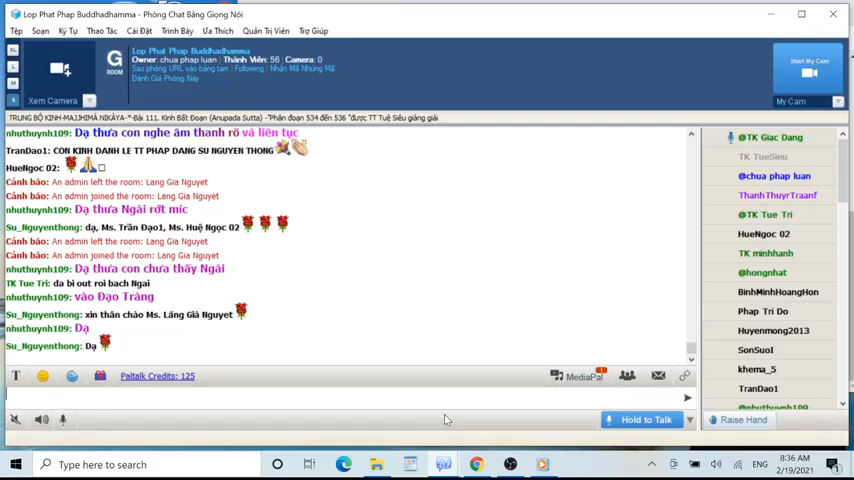 Lop Phat Phap Buddhadhamma - Phòng Chat Bằng Giọng Nói
Tệp Soạn Ký Tự Thao Tác Cài Đặt Trình Bày Ưa Thích Quản Trị Viên Trợ Giúp
XL
L
M
S
Xem Camera
G
ROOM
Lop Phat Phap Buddhadhamma
Owner: chua phap luan : Thành Viên: 56 : Camera: 0
Sao phóng URL vào bảng tạm | Following | Nhận Mã Nhúng Mã
Đánh Giá Phòng Này
Start My Cam
My Cam
TRUNG BỘ KINH-MAJJHIMA NIKĀYA-*-Bài 111. Kinh Bất Đoạn (Anupada Sutta) -*Phân đoạn 534 đến 536 *được TT Tuệ Siêu giảng giải
nhuthuynh109: Dạ thưa con nghe âm thanh rõ và liên tục
TranDao1: CON KINH DANH LE TT PHAP DANG SU NGUYEN THONG
HueNgoc 02:
Cảnh báo: An admin left the room: Lang Gia Nguyet
Cảnh báo: An admin joined the room: Lang Gia Nguyet
nhuthuynh109: Dạ thưa Ngài rớt míc
Su_Nguyenthong: dạ, Ms. Trần Đạo1, Ms. Huệ Ngọc 02
Cảnh báo: An admin left the room: Lang Gia Nguyet
Cảnh báo: An admin joined the room: Lang Gia Nguyet
nhuthuynh109: Dạ thưa con chưa thấy Ngài
TK Tue Tri: da bi out roi bach Ngai
nhuthuynh109: vào Đạo Tràng
Su_Nguyenthong: xin thân chào Ms. Lăng Già Nguyet
nhuthuynh109: Dạ
Su_Nguyenthong: Dạ
@TK Giac Dang
TK TueSieu
@chua phap luan
ThanhThuyrTraanf
@TK Tue Tri
HueNgoc 02
TK minhhanh
@hongnhat
BinhMinhHoangHon
Phap Tri Do
Huyenmong2013
SonSuoI
khema_5
TranDao1
@nhuthuynh109
T Paltalk Credits: 125 MediaPal 1
Hold to Talk Raise Hand
Type here to search
ENG
8:36 AM
2/19/2021
1